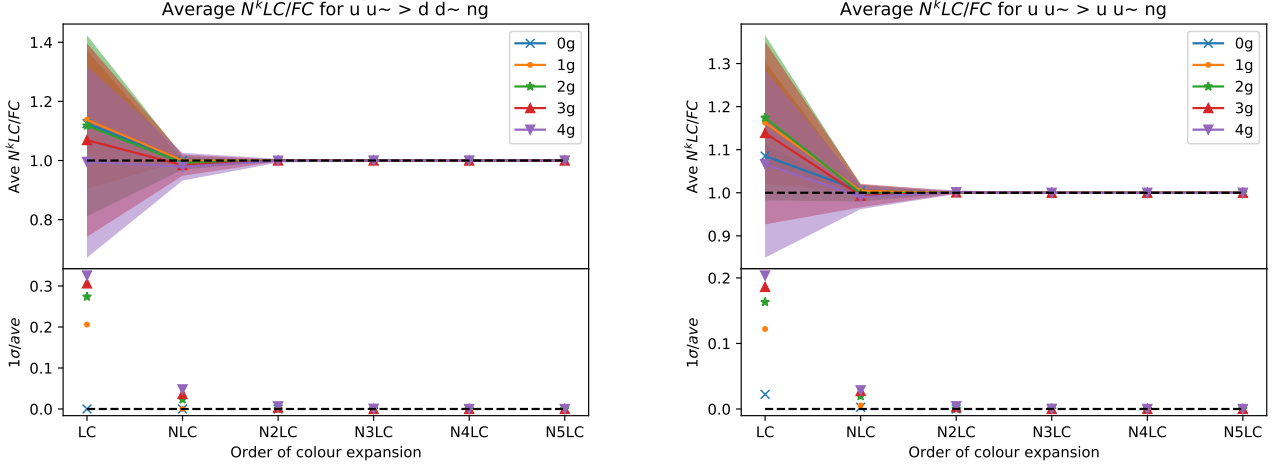 Average N^kLC/FC for u u~ > d d~ ng
1.4
1.2
1.0
0.8
Ave N^kLC/FC
0g
1g
2g
3g
4g
0.3
0.2
0.1
0.0
1σ/ave
LC NLC N2LC N3LC N4LC N5LC
Order of colour expansion
Average N^kLC/FC for u u~ > u u~ ng
1.3
1.2
1.1
1.0
0.9
Ave N^kLC/FC
0g
1g
2g
3g
4g
0.2
0.1
0.0
1σ/ave
LC NLC N2LC N3LC N4LC N5LC
Order of colour expansion